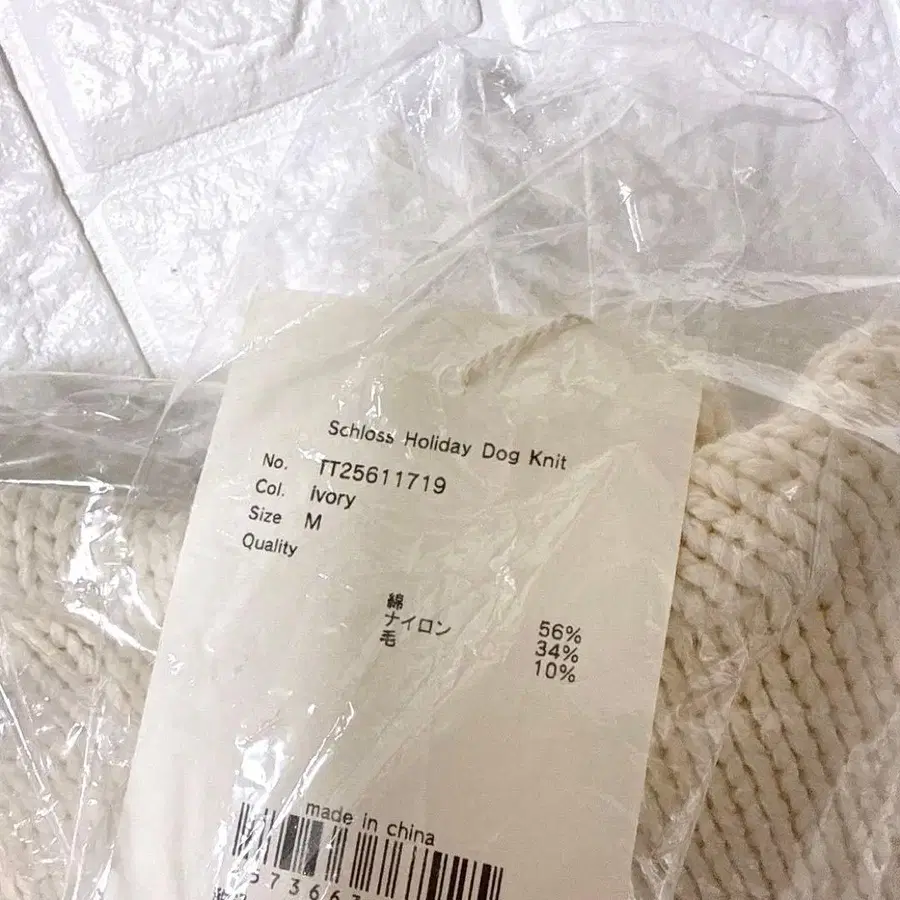 Schloss Holiday Dog Knit
No. TT25611719
Col. ivory
Size M
Quality
綿 56%
ナイロン 34%
毛 10%
made in china